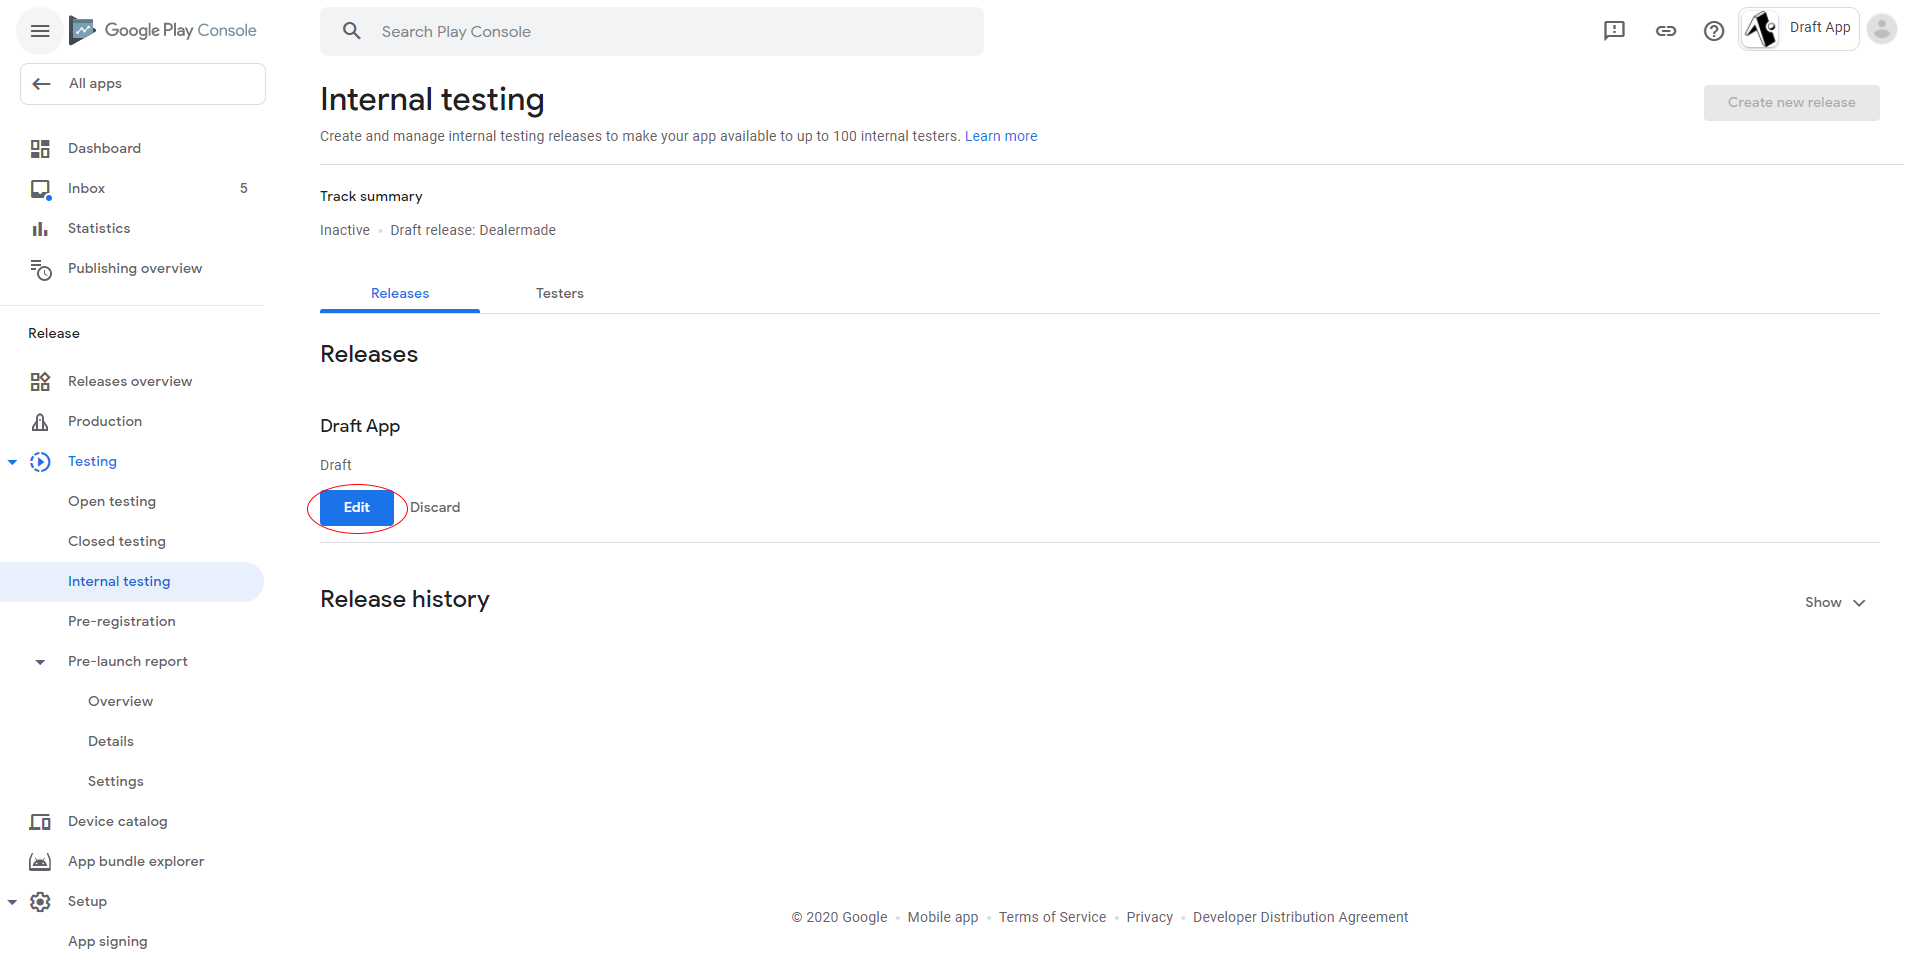 Google Play Console
Search Play Console
Draft App
All apps
Dashboard
Inbox 5
Statistics
Publishing overview
Release
Releases overview
Production
Testing
Open testing
Closed testing
Internal testing
Pre-registration
Pre-launch report
Overview
Details
Settings
Device catalog
App bundle explorer
Setup
App signing
Internal testing
Create new release
Create and manage internal testing releases to make your app available to up to 100 internal testers. Learn more
Track summary
Inactive • Draft release: Dealermade
Releases Testers
Releases
Draft App
Draft
Edit Discard
Release history
Show
© 2020 Google • Mobile app • Terms of Service • Privacy • Developer Distribution Agreement